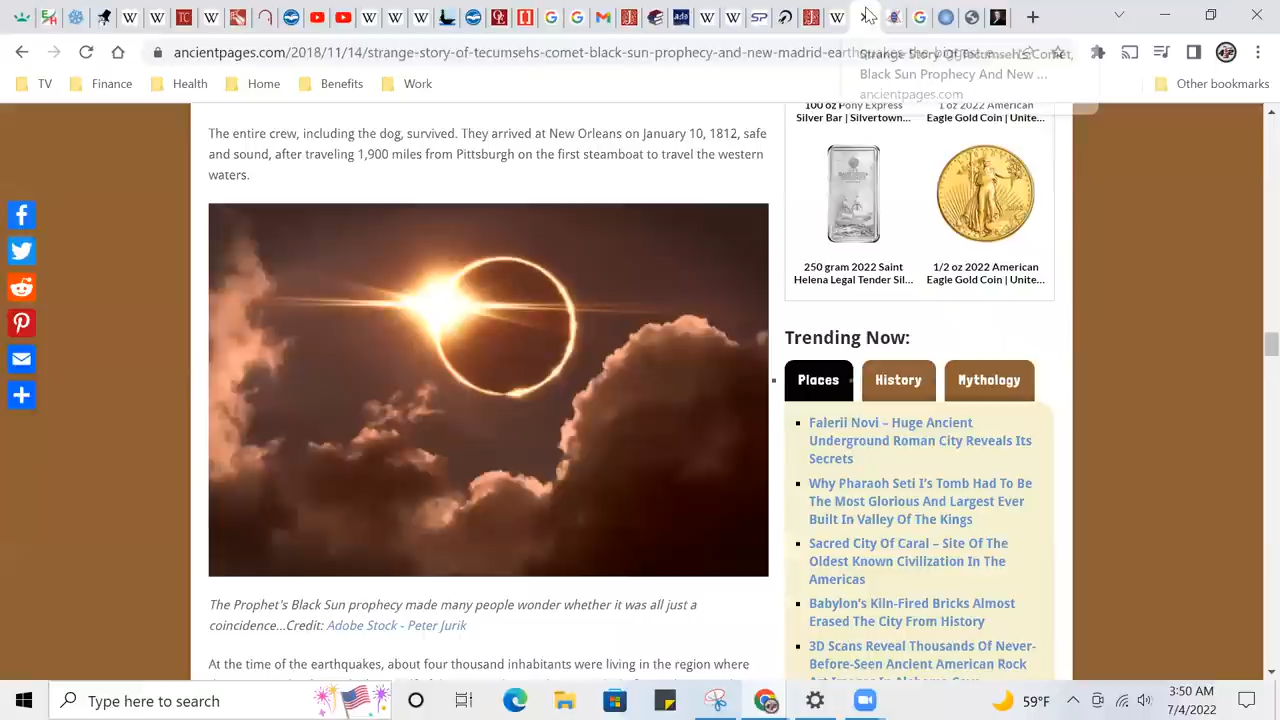 ancientpages.com/2018/11/14/strange-story-of-tecumsehs-comet-black-sun-prophecy-and-new-madrid-earthquakes-the-biggest-e...
Strange Story Of Tecumseh's Comet,
Black Sun Prophecy And New ...
ancientpages.com
TV
Finance
Health
Home
Benefits
Work
Other bookmarks
The entire crew, including the dog, survived. They arrived at New Orleans on January 10, 1812, safe
and sound, after traveling 1,900 miles from Pittsburgh on the first steamboat to travel the western
waters.
The Prophet's Black Sun prophecy made many people wonder whether it was all just a
coincidence...Credit: Adobe Stock - Peter Jurik
At the time of the earthquakes, about four thousand inhabitants were living in the region where
100 oz Pony Express
Silver Bar | Silvertown...
1 oz 2022 American
Eagle Gold Coin | Unite...
250 gram 2022 Saint
Helena Legal Tender Sil...
1/2 oz 2022 American
Eagle Gold Coin | Unite...
Trending Now:
Places
History
Mythology
Falerii Novi – Huge Ancient
Underground Roman City Reveals Its
Secrets
Why Pharaoh Seti I's Tomb Had To Be
The Most Glorious And Largest Ever
Built In Valley Of The Kings
Sacred City Of Caral – Site Of The
Oldest Known Civilization In The
Americas
Babylon's Kiln-Fired Bricks Almost
Erased The City From History
3D Scans Reveal Thousands Of Never-
Before-Seen Ancient American Rock
Type here to search
59°F
3:50 AM
7/4/2022